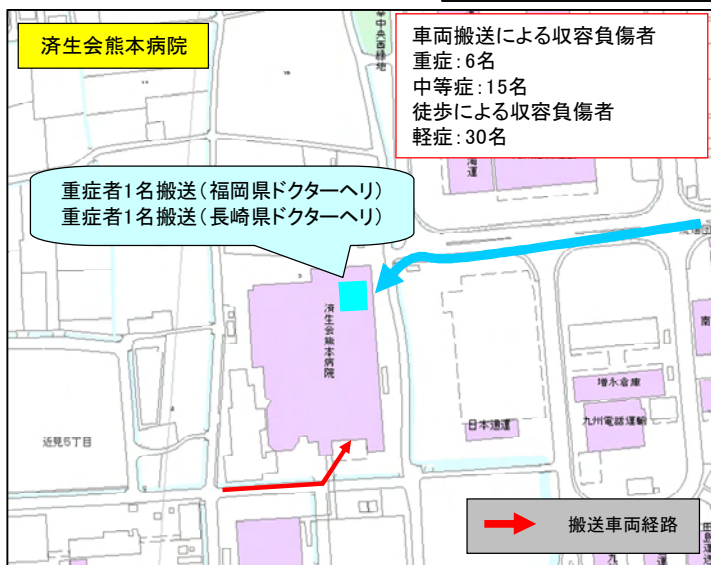 済生会熊本病院
車両搬送による収容負傷者
重症:6名
中等症:15名
徒歩による収容負傷者
軽症:30名
重症者1名搬送(福岡県ドクターヘリ)
重症者1名搬送(長崎県ドクターヘリ)
済生会熊本病院
近見5丁目
日本通運
増永倉庫
九州電話運輸
搬送車両経路